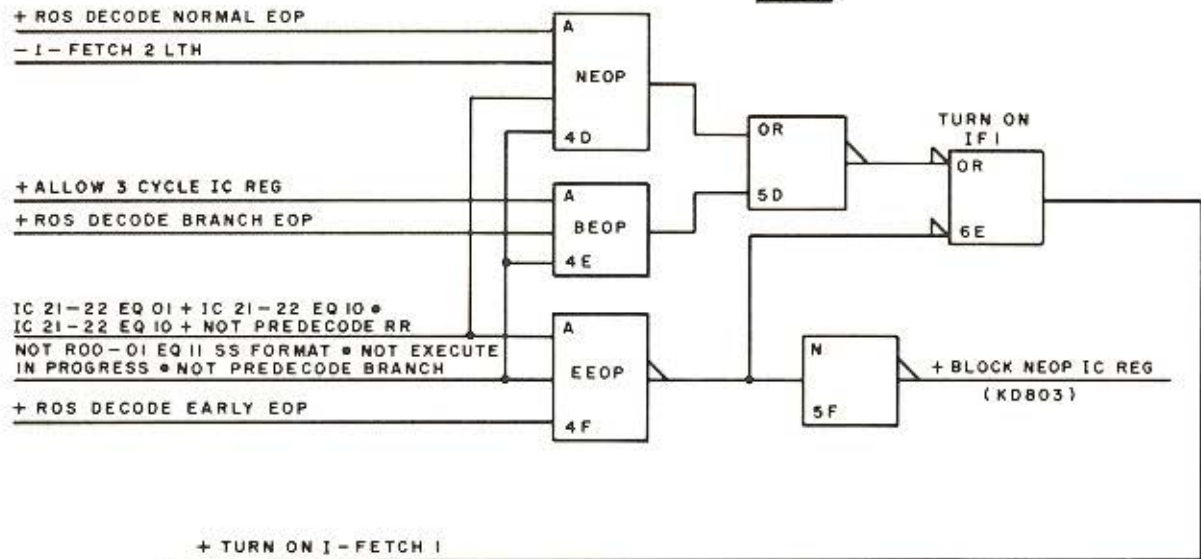 + ROS DECODE NORMAL EOP
- I - FETCH 2 LTH
A
NEOP
4D
OR
5D
TURN ON
IF I
OR
6E
+ ALLOW 3 CYCLE IC REG
+ ROS DECODE BRANCH EOP
A
BEOP
4E
IC 21-22 EQ 01 + IC 21-22 EQ 10 •
IC 21-22 EQ 10 + NOT PREDECODE RR
NOT ROO-01 EQ 11 SS FORMAT • NOT EXECUTE
IN PROGRESS • NOT PREDECODE BRANCH
+ ROS DECODE EARLY EOP
A
EEOP
4F
N
5F
+ BLOCK NEOP IC REG
(KD803)
+ TURN ON I - FETCH I